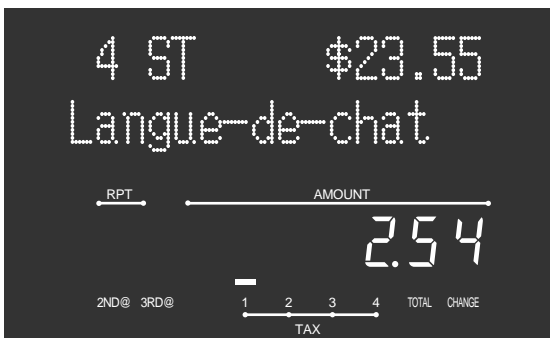 4 ST $23.55
Langue-de-chat
RPT AMOUNT
2.54
2ND@ 3RD@ 1 2 3 4 TOTAL CHANGE
TAX